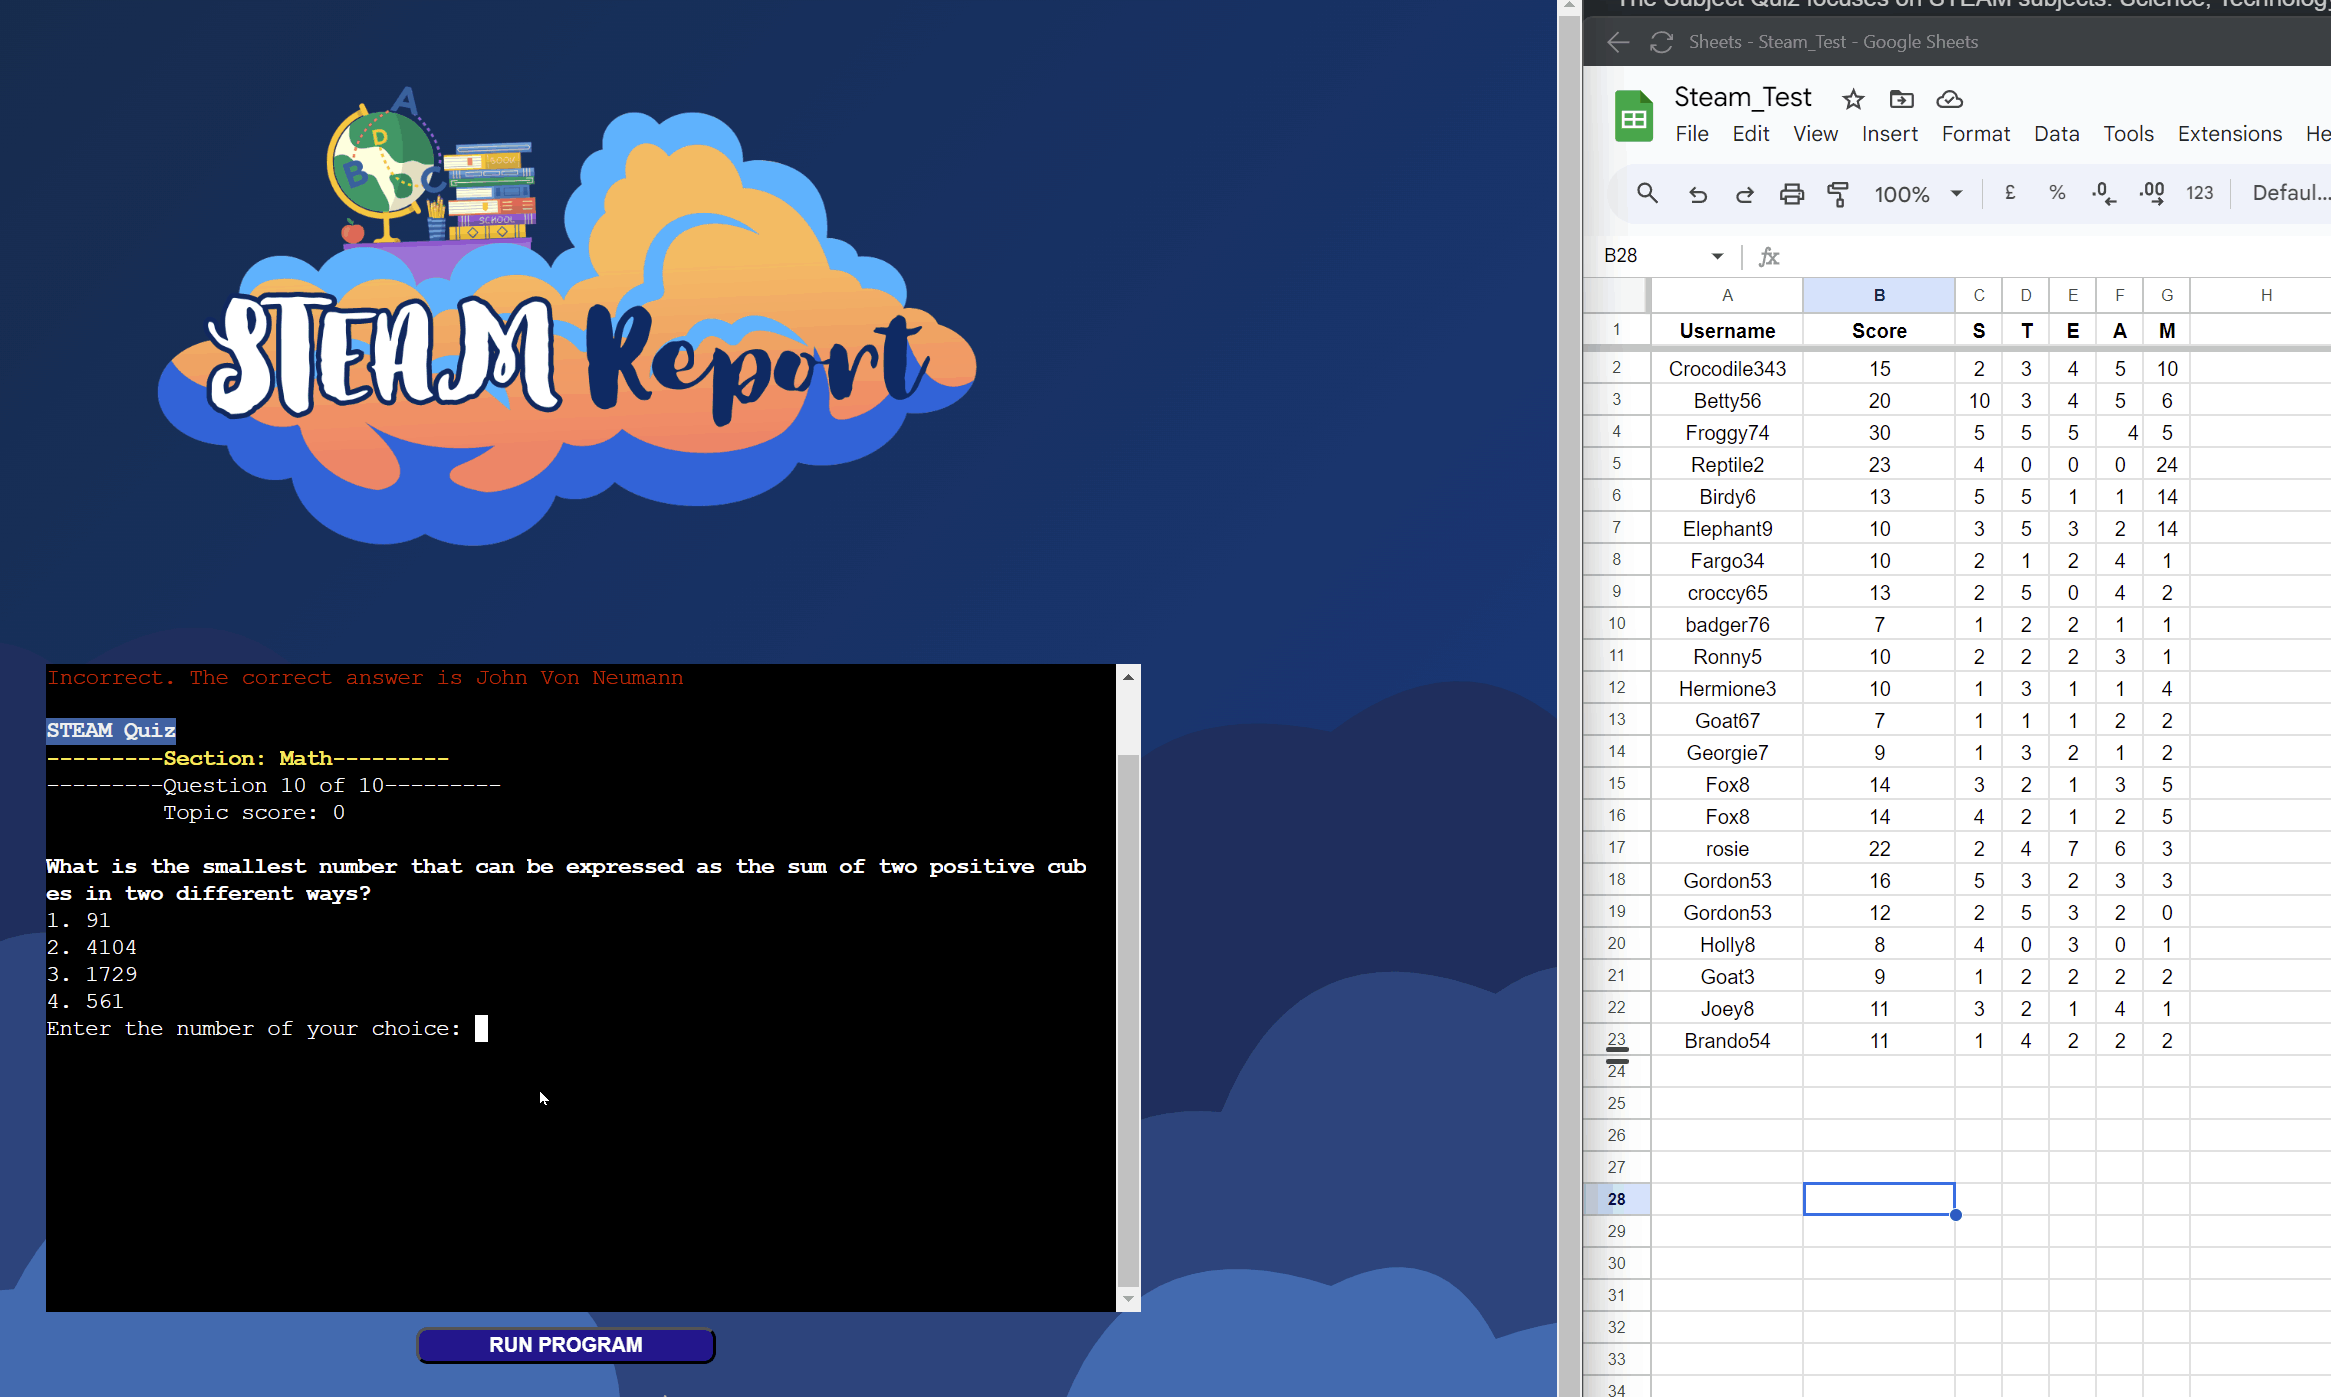 A
D
B
C
BOOK
SCHOOL
STEAM Report
Incorrect. The correct answer is John Von Neumann
STEAM Quiz
---------Section: Math---------
---------Question 10 of 10---------
Topic score: 0
What is the smallest number that can be expressed as the sum of two positive cub
es in two different ways?
1. 91
2. 4104
3. 1729
4. 561
Enter the number of your choice:
RUN PROGRAM
The Subject Quiz focuses on STEAM subjects: Science, Technology
Sheets - Steam_Test - Google Sheets
Steam_Test
File Edit View Insert Format Data Tools Extensions He
100% £ % .0 .00 123 Defaul...
B28 fx
A B C D E F G H
1 Username Score S T E A M
2 Crocodile343 15 2 3 4 5 10
3 Betty56 20 10 3 4 5 6
4 Froggy74 30 5 5 5 4 5
5 Reptile2 23 4 0 0 0 24
6 Birdy6 13 5 5 1 1 14
7 Elephant9 10 3 5 3 2 14
8 Fargo34 10 2 1 2 4 1
9 croccy65 13 2 5 0 4 2
10 badger76 7 1 2 2 1 1
11 Ronny5 10 2 2 2 3 1
12 Hermione3 10 1 3 1 1 4
13 Goat67 7 1 1 1 2 2
14 Georgie7 9 1 3 2 1 2
15 Fox8 14 3 2 1 3 5
16 Fox8 14 4 2 1 2 5
17 rosie 22 2 4 7 6 3
18 Gordon53 16 5 3 2 3 3
19 Gordon53 12 2 5 3 2 0
20 Holly8 8 4 0 3 0 1
21 Goat3 9 1 2 2 2 2
22 Joey8 11 3 2 1 4 1
23 Brando54 11 1 4 2 2 2
24
25
26
27
28
29
30
31
32
33
34